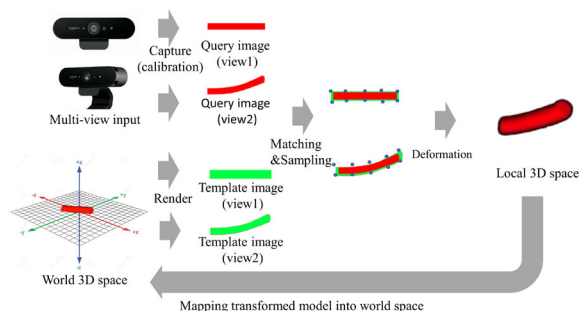 Capture
(calibration)
Query image
(view1)
Multi-view input
Query image
(view2)
Matching
&Sampling
Deformation
Local 3D space
+z
-x
+y
-y
+x
Render
Template image
(view1)
Template image
(view2)
World 3D space
Mapping transformed model into world space